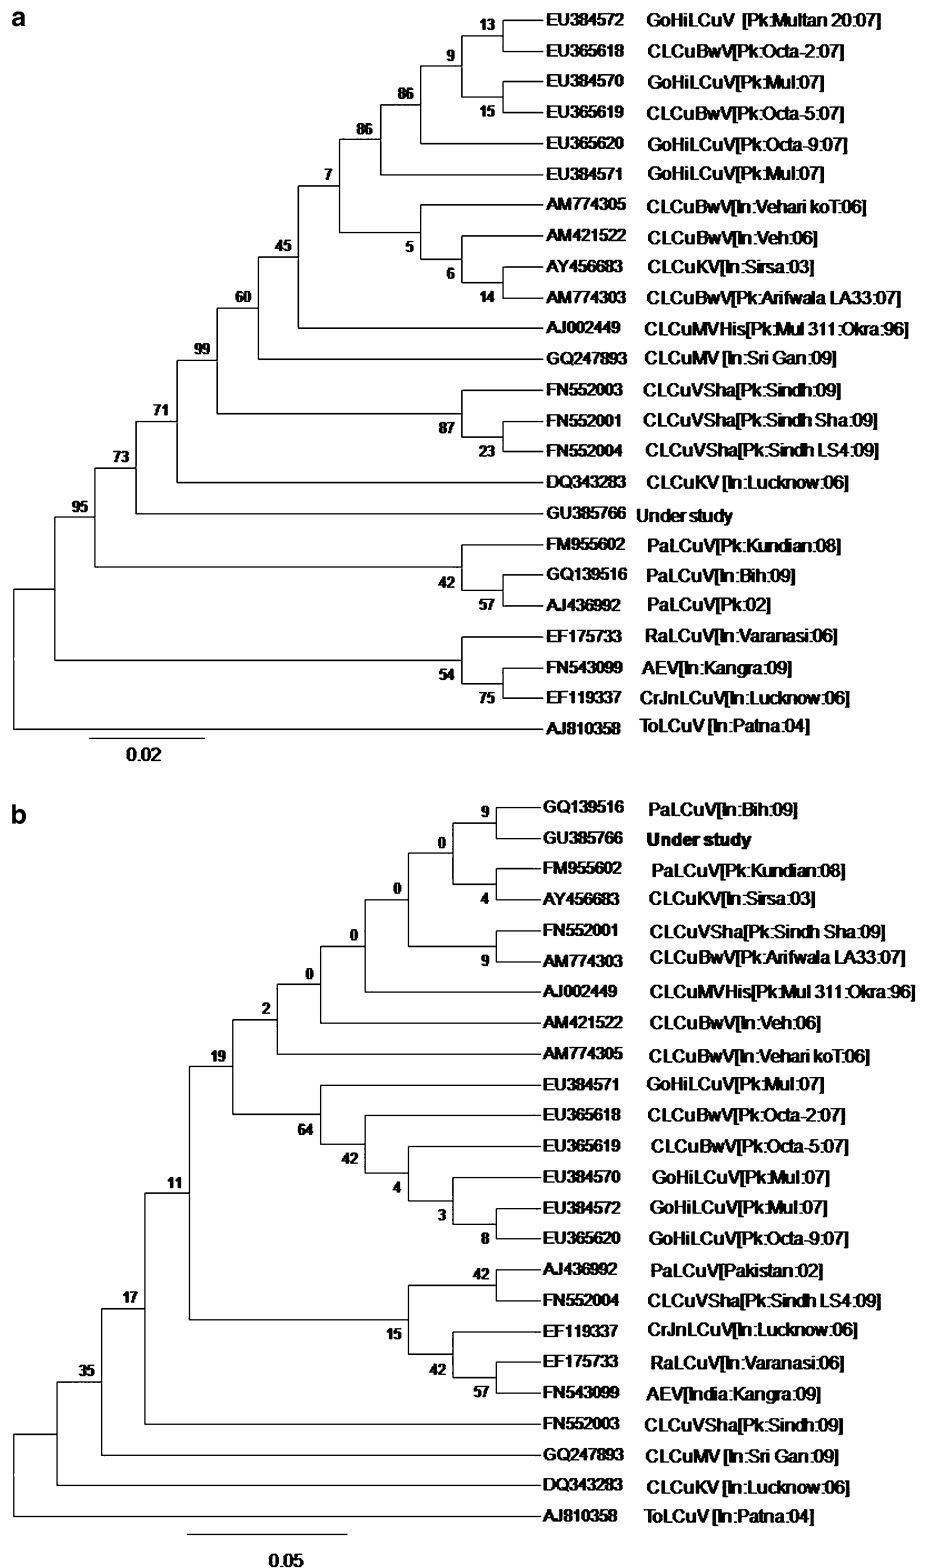 a
13 EU384572 GoHiLCuV [Pk:Multan 20:07]
9 EU365618 CLCuBwV[Pk:Octa-2:07]
86 EU384570 GoHiLCuV[Pk:Mul:07]
15 EU365619 CLCuBwV[Pk:Octa-5:07]
86 EU365620 GoHiLCuV[Pk:Octa-9:07]
7 EU384571 GoHiLCuV[Pk:Mul:07]
AM774305 CLCuBwV[In:Vehari koT:06]
45 5 AM421522 CLCuBwV[In:Veh:06]
6 AY456683 CLCuKV[In:Sirsa:03]
60 14 AM774303 CLCuBwV[Pk:Arifwala LA33:07]
AJ002449 CLCuMVHis[Pk:Mul 311:Okra:96]
99 GQ247893 CLCuMV [In:Sri Gan:09]
FN552003 CLCuVSha[Pk:Sindh:09]
71 87 FN552001 CLCuVSha[Pk:Sindh Sha:09]
73 23 FN552004 CLCuVSha[Pk:Sindh LS4:09]
DQ343283 CLCuKV [In:Lucknow:06]
95 GU385766 Under study
FM955602 PaLCuV[Pk:Kundian:08]
42 GQ139516 PaLCuV[In:Bih:09]
57 AJ436992 PaLCuV[Pk:02]
EF175733 RaLCuV[In:Varanasi:06]
54 FN543099 AEV[In:Kangra:09]
75 EF119337 CrJnLCuV[In:Lucknow:06]
AJ810358 ToLCuV [In:Patna:04]
0.02
b
9 GQ139516 PaLCuV[In:Bih:09]
0 GU385766 Under study
FM955602 PaLCuV[Pk:Kundian:08]
0 4 AY456683 CLCuKV[In:Sirsa:03]
0 FN552001 CLCuVSha[Pk:Sindh Sha:09]
9 AM774303 CLCuBwV[Pk:Arifwala LA33:07]
0 AJ002449 CLCuMVHis[Pk:Mul 311:Okra:96]
2 AM421522 CLCuBwV[In:Veh:06]
19 AM774305 CLCuBwV[In:Vehari koT:06]
EU384571 GoHiLCuV[Pk:Mul:07]
64 EU365618 CLCuBwV[Pk:Octa-2:07]
42 EU365619 CLCuBwV[Pk:Octa-5:07]
11 4 EU384570 GoHiLCuV[Pk:Mul:07]
3 EU384572 GoHiLCuV[Pk:Mul:07]
8 EU365620 GoHiLCuV[Pk:Octa-9:07]
42 AJ436992 PaLCuV[Pakistan:02]
17 FN552004 CLCuVSha[Pk:Sindh LS4:09]
15 EF119337 CrJnLCuV[In:Lucknow:06]
35 42 EF175733 RaLCuV[In:Varanasi:06]
57 FN543099 AEV[India:Kangra:09]
FN552003 CLCuVSha[Pk:Sindh:09]
GQ247893 CLCuMV [In:Sri Gan:09]
DQ343283 CLCuKV [In:Lucknow:06]
AJ810358 ToLCuV [In:Patna:04]
0.05